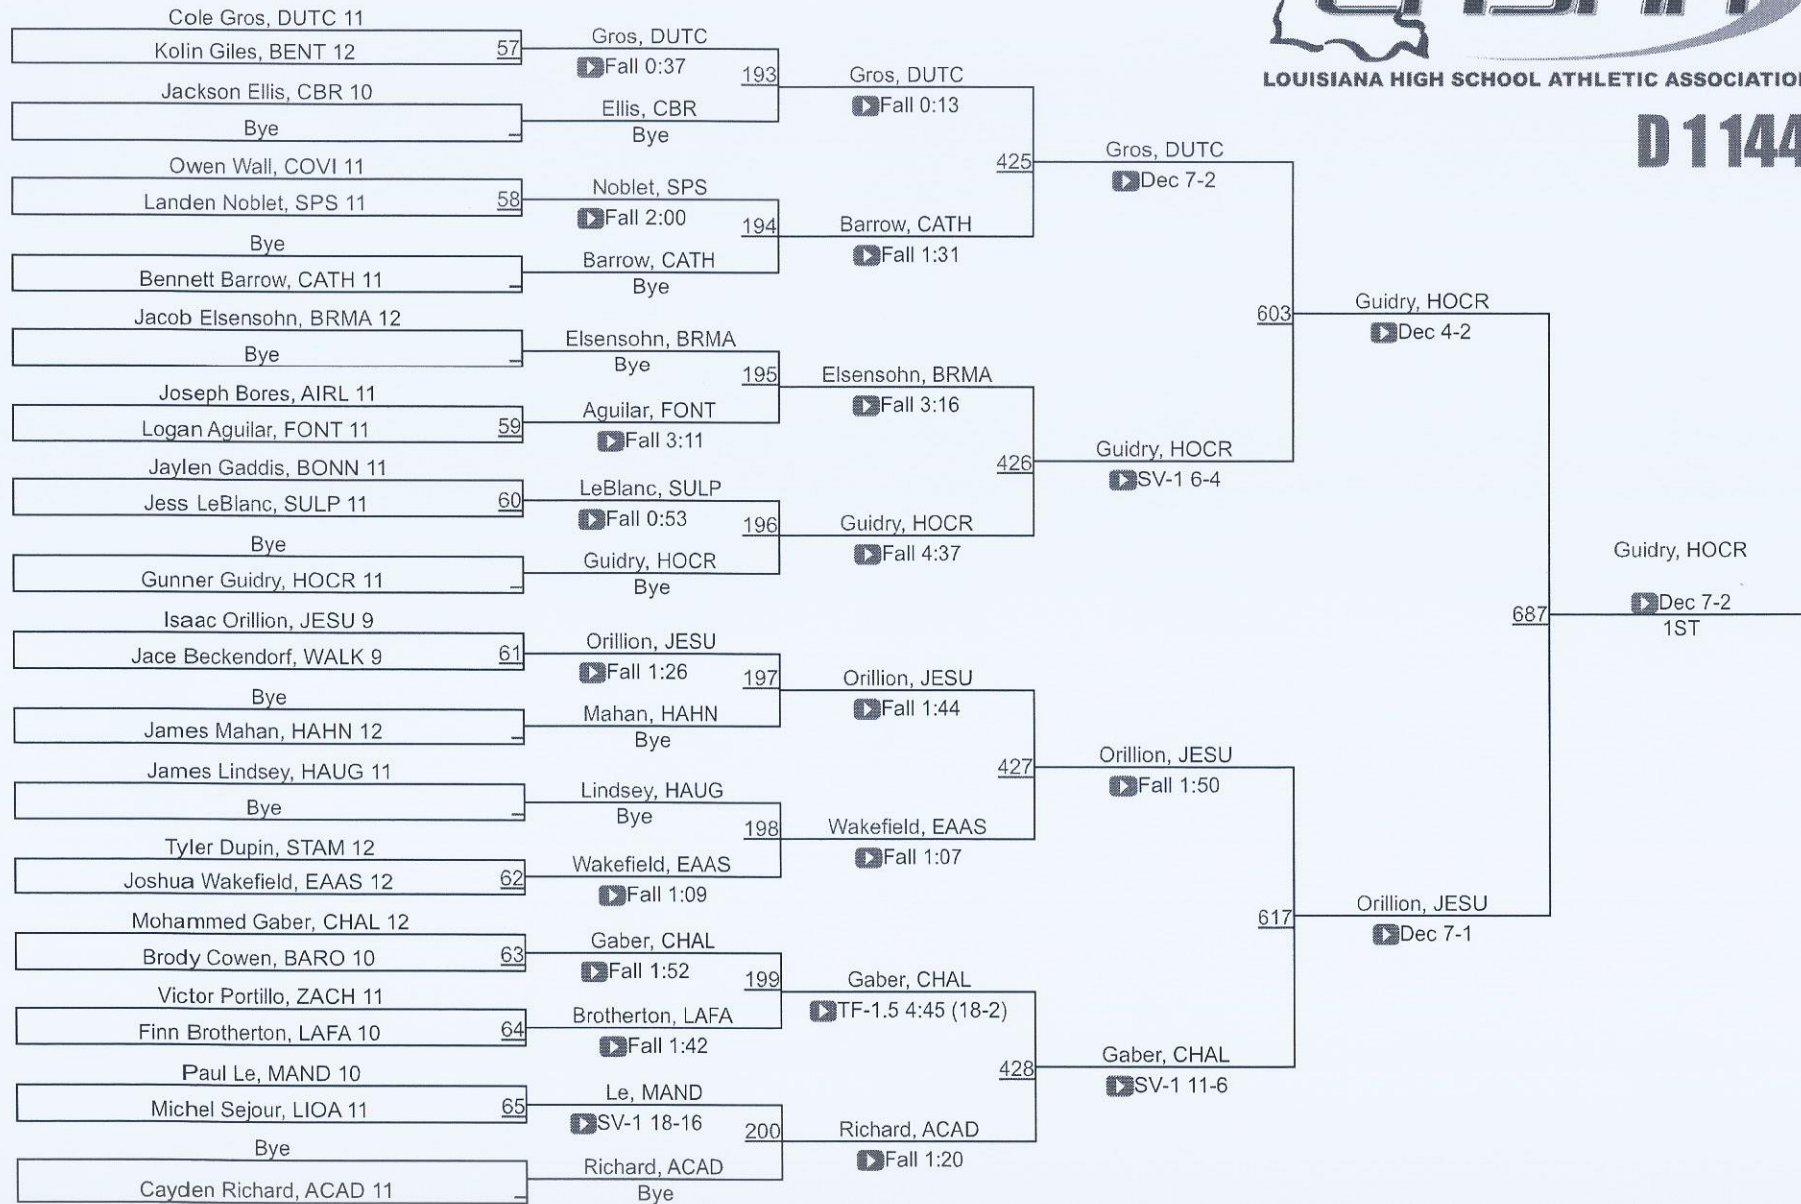 Cole Gros, DUTC 11
Kolin Giles, BENT 12
57
Jackson Ellis, CBR 10
Bye
Owen Wall, COVI 11
Landen Noblet, SPS 11
58
Bye
Bennett Barrow, CATH 11
Jacob Elsensohn, BRMA 12
Bye
Joseph Bores, AIRL 11
Logan Aguilar, FONT 11
59
Jaylen Gaddis, BONN 11
Jess LeBlanc, SULP 11
60
Bye
Gunner Guidry, HOCR 11
Isaac Orillion, JESU 9
Jace Beckendorf, WALK 9
61
Bye
James Mahan, HAHN 12
James Lindsey, HAUG 11
Bye
Tyler Dupin, STAM 12
Joshua Wakefield, EAAS 12
62
Mohammed Gaber, CHAL 12
Brody Cowen, BARO 10
63
Victor Portillo, ZACH 11
Finn Brotherton, LAFA 10
64
Paul Le, MAND 10
Michel Sejour, LIOA 11
65
Bye
Cayden Richard, ACAD 11
Gros, DUTC
Fall 0:37
193
Ellis, CBR
Bye
Noblet, SPS
Fall 2:00
194
Barrow, CATH
Bye
Elsensohn, BRMA
Bye
195
Aguilar, FONT
Fall 3:11
LeBlanc, SULP
Fall 0:53
196
Guidry, HOCR
Bye
Orillion, JESU
Fall 1:26
197
Mahan, HAHN
Bye
Lindsey, HAUG
Bye
198
Wakefield, EAAS
Fall 1:09
Gaber, CHAL
Fall 1:52
199
Brotherton, LAFA
Fall 1:42
Le, MAND
SV-1 18-16
200
Richard, ACAD
Bye
Gros, DUTC
Fall 0:13
425
Barrow, CATH
Fall 1:31
Elsensohn, BRMA
Fall 3:16
426
Guidry, HOCR
Fall 4:37
Orillion, JESU
Fall 1:44
427
Wakefield, EAAS
Fall 1:07
Gaber, CHAL
TF-1.5 4:45 (18-2)
428
Richard, ACAD
Fall 1:20
Gros, DUTC
Dec 7-2
603
Guidry, HOCR
SV-1 6-4
Orillion, JESU
Fall 1:50
617
Gaber, CHAL
SV-1 11-6
Guidry, HOCR
Dec 4-2
687
Orillion, JESU
Dec 7-1
LHSAA
LOUISIANA HIGH SCHOOL ATHLETIC ASSOCIATION
D 1 144
Guidry, HOCR
Dec 7-2
1ST